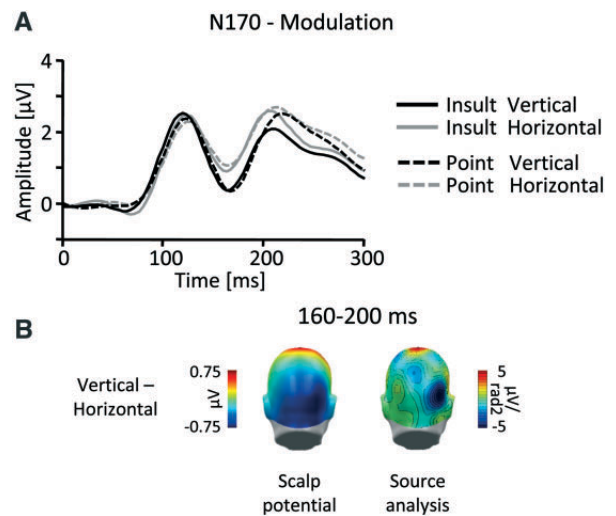 A
N170 - Modulation
4
2
0
Amplitude [µV]
0 100 200 300
Time [ms]
Insult Vertical
Insult Horizontal
Point Vertical
Point Horizontal
B
160-200 ms
Vertical –
Horizontal
0.75
µV
-0.75
5
µV/
rad2
-5
Scalp
potential
Source
analysis